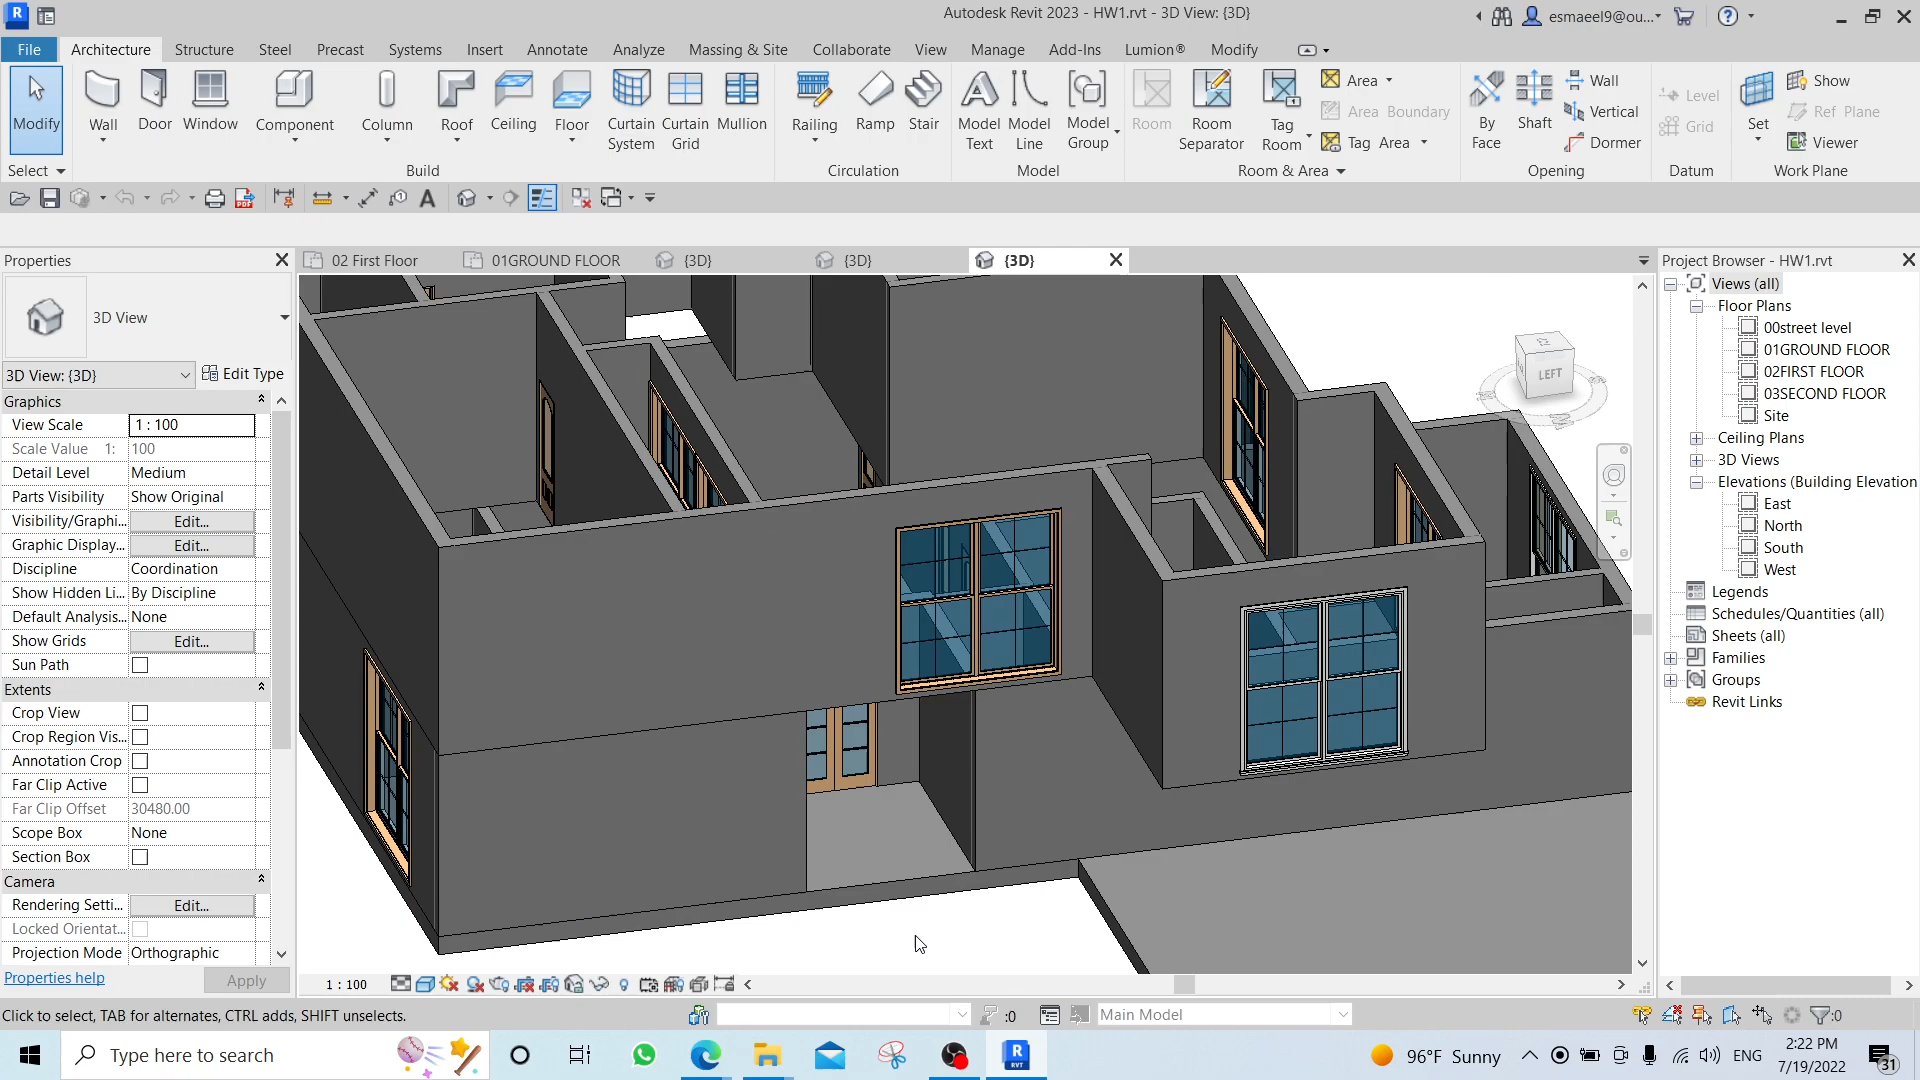 Autodesk Revit 2023 - HW1.rvt - 3D View: {3D}
esmaeel9@ou...
File Architecture Structure Steel Precast Systems Insert Annotate Analyze Massing & Site Collaborate View Manage Add-Ins Lumion® Modify
Modify Wall Door Window Component Column Roof Ceiling Floor Curtain System Curtain Grid Mullion Railing Ramp Stair Model Text Model Line Model Group Room Room Separator Tag Room
Area
Area Boundary
Tag Area
By Face Shaft
Wall
Vertical
Dormer
Level
Grid
Set
Show
Ref Plane
Viewer
Select Build Circulation Model Room & Area Opening Datum Work Plane
Properties
02 First Floor 01GROUND FLOOR {3D} {3D} {3D}
Project Browser - HW1.rvt
3D View
3D View: {3D} Edit Type
Graphics
View Scale 1 : 100
Scale Value 1: 100
Detail Level Medium
Parts Visibility Show Original
Visibility/Graphi... Edit...
Graphic Display... Edit...
Discipline Coordination
Show Hidden Li... By Discipline
Default Analysis... None
Show Grids Edit...
Sun Path
Extents
Crop View
Crop Region Vis...
Annotation Crop
Far Clip Active
Far Clip Offset 30480.00
Scope Box None
Section Box
Camera
Rendering Setti... Edit...
Locked Orientat...
Projection Mode Orthographic
Properties help Apply
LEFT
Views (all)
Floor Plans
00street level
01GROUND FLOOR
02FIRST FLOOR
03SECOND FLOOR
Site
Ceiling Plans
3D Views
Elevations (Building Elevation
East
North
South
West
Legends
Schedules/Quantities (all)
Sheets (all)
Families
Groups
Revit Links
1 : 100
Click to select, TAB for alternates, CTRL adds, SHIFT unselects.
:0
Main Model
:0
Type here to search
96°F Sunny
ENG
2:22 PM
7/19/2022
31